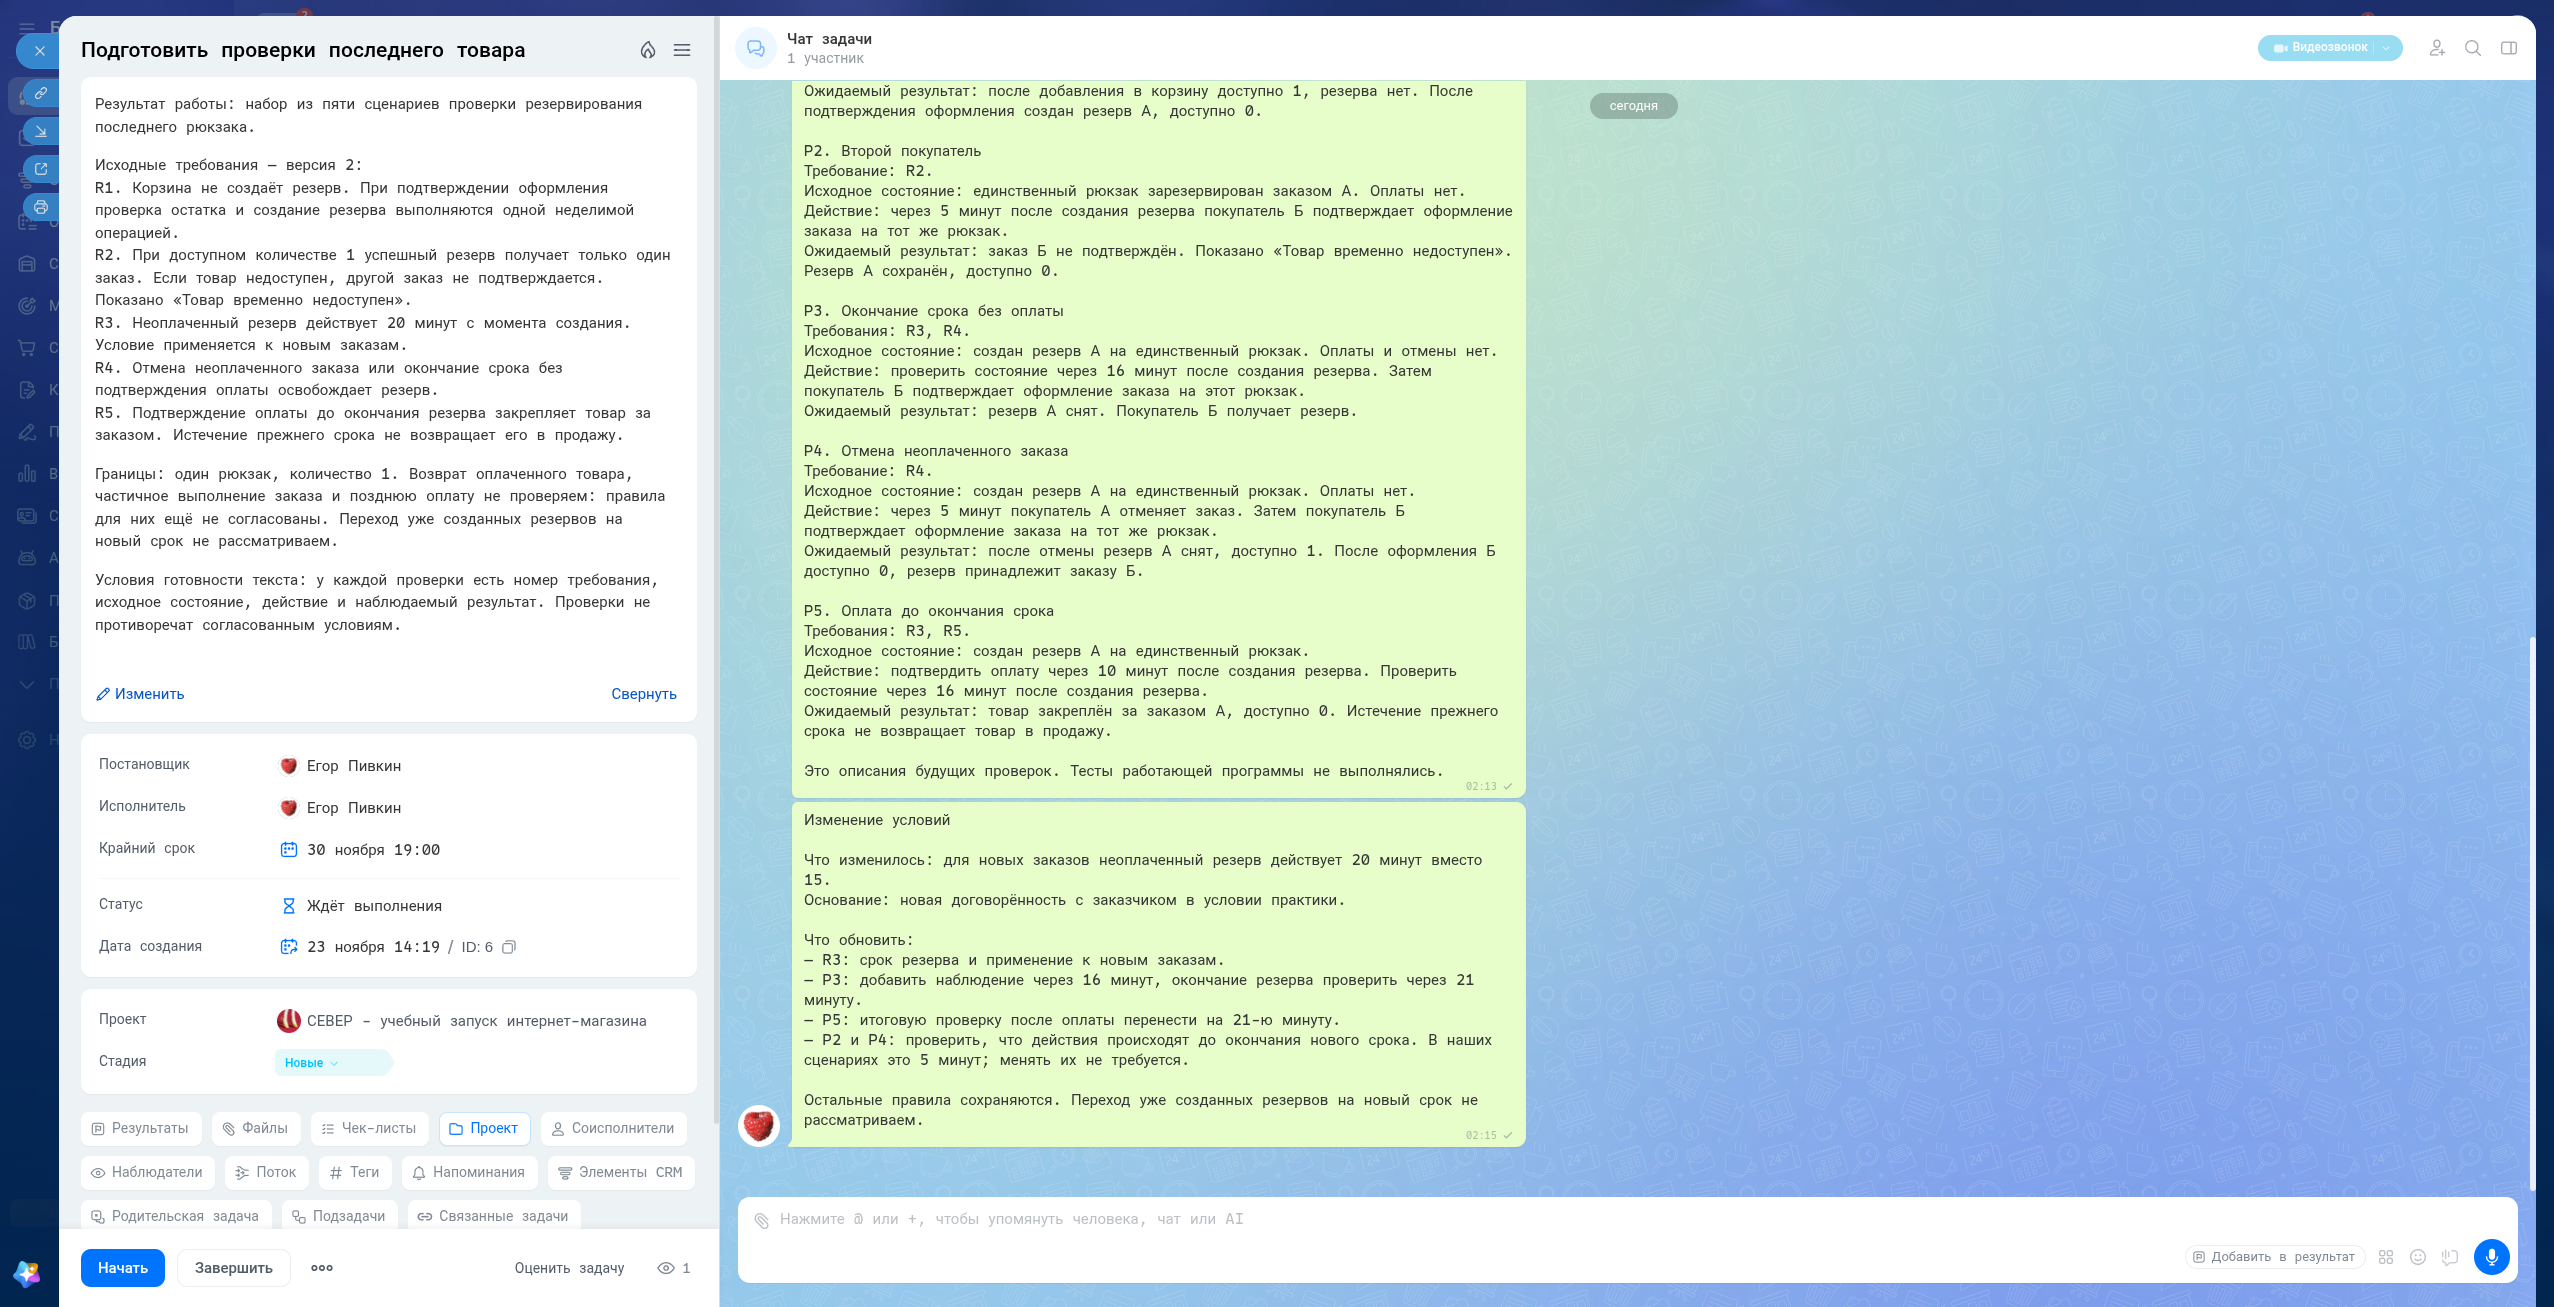 Подготовить проверки последнего товара
Результат работы: набор из пяти сценариев проверки резервирования
последнего рюкзака.
Исходные требования — версия 2:
R1. Корзина не создаёт резерв. При подтверждении оформления
проверка остатка и создание резерва выполняются одной неделимой
операцией.
R2. При доступном количестве 1 успешный резерв получает только один
заказ. Если товар недоступен, другой заказ не подтверждается.
Показано «Товар временно недоступен».
R3. Неоплаченный резерв действует 20 минут с момента создания.
Условие применяется к новым заказам.
R4. Отмена неоплаченного заказа или окончание срока без
подтверждения оплаты освобождает резерв.
R5. Подтверждение оплаты до окончания резерва закрепляет товар за
заказом. Истечение прежнего срока не возвращает его в продажу.
Границы: один рюкзак, количество 1. Возврат оплаченного товара,
частичное выполнение заказа и позднюю оплату не проверяем: правила
для них ещё не согласованы. Переход уже созданных резервов на
новый срок не рассматриваем.
Условия готовности текста: у каждой проверки есть номер требования,
исходное состояние, действие и наблюдаемый результат. Проверки не
противоречат согласованным условиям.
Изменить
Свернуть
Постановщик
Егор Пивкин
Исполнитель
Егор Пивкин
Крайний срок
30 ноября 19:00
Статус
Ждёт выполнения
Дата создания
23 ноября 14:19 / ID: 6
Проект
СЕВЕР - учебный запуск интернет-магазина
Стадия
Новые
Результаты
Файлы
Чек-листы
Проект
Соисполнители
Наблюдатели
Поток
Теги
Напоминания
Элементы CRM
Родительская задача
Подзадачи
Связанные задачи
Начать
Завершить
Оценить задачу
1
Чат задачи
1 участник
Видеозвонок
сегодня
Ожидаемый результат: после добавления в корзину доступно 1, резерва нет. После
подтверждения оформления создан резерв А, доступно 0.
P2. Второй покупатель
Требование: R2.
Исходное состояние: единственный рюкзак зарезервирован заказом А. Оплаты нет.
Действие: через 5 минут после создания резерва покупатель Б подтверждает оформление
заказа на тот же рюкзак.
Ожидаемый результат: заказ Б не подтверждён. Показано «Товар временно недоступен».
Резерв А сохранён, доступно 0.
P3. Окончание срока без оплаты
Требования: R3, R4.
Исходное состояние: создан резерв А на единственный рюкзак. Оплаты и отмены нет.
Действие: проверить состояние через 16 минут после создания резерва. Затем
покупатель Б подтверждает оформление заказа на этот рюкзак.
Ожидаемый результат: резерв А снят. Покупатель Б получает резерв.
P4. Отмена неоплаченного заказа
Требование: R4.
Исходное состояние: создан резерв А на единственный рюкзак. Оплаты нет.
Действие: через 5 минут покупатель А отменяет заказ. Затем покупатель Б
подтверждает оформление заказа на тот же рюкзак.
Ожидаемый результат: после отмены резерв А снят, доступно 1. После оформления Б
доступно 0, резерв принадлежит заказу Б.
P5. Оплата до окончания срока
Требования: R3, R5.
Исходное состояние: создан резерв А на единственный рюкзак.
Действие: подтвердить оплату через 10 минут после создания резерва. Проверить
состояние через 16 минут после создания резерва.
Ожидаемый результат: товар закреплён за заказом А, доступно 0. Истечение прежнего
срока не возвращает товар в продажу.
Это описания будущих проверок. Тесты работающей программы не выполнялись.
02:13
Изменение условий
Что изменилось: для новых заказов неоплаченный резерв действует 20 минут вместо
15.
Основание: новая договорённость с заказчиком в условии практики.
Что обновить:
— R3: срок резерва и применение к новым заказам.
— P3: добавить наблюдение через 16 минут, окончание резерва проверить через 21
минуту.
— P5: итоговую проверку после оплаты перенести на 21-ю минуту.
— P2 и P4: проверить, что действия происходят до окончания нового срока. В наших
сценариях это 5 минут; менять их не требуется.
Остальные правила сохраняются. Переход уже созданных резервов на новый срок не
рассматриваем.
02:15
Нажмите @ или +, чтобы упомянуть человека, чат или AI
Добавить в результат